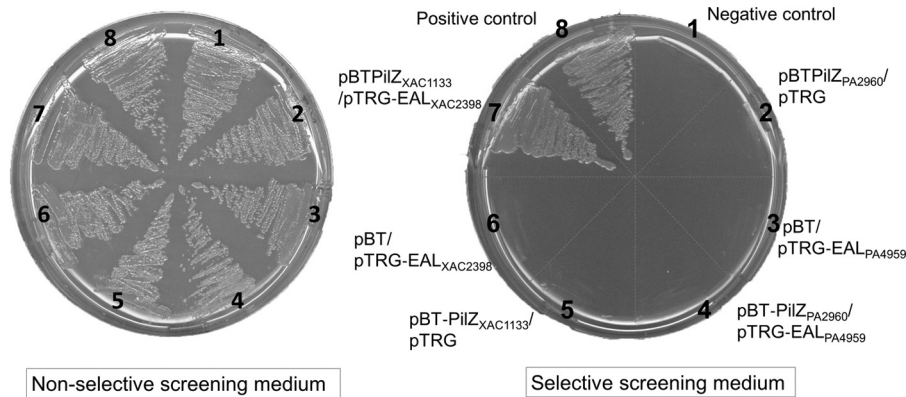 Positive control
Negative control
8
1
8
1
pBTPilZXAC1133
/pTRG-EALXAC2398
pBTPilZPA2960/
pTRG
7
2
7
2
6
3
6
3
pBT/
pTRG-EALXAC2398
pBT/
pTRG-EALPA4959
5
4
5
4
pBT-PilZXAC1133/
pTRG
pBT-PilZPA2960/
pTRG-EALPA4959
Non-selective screening medium
Selective screening medium